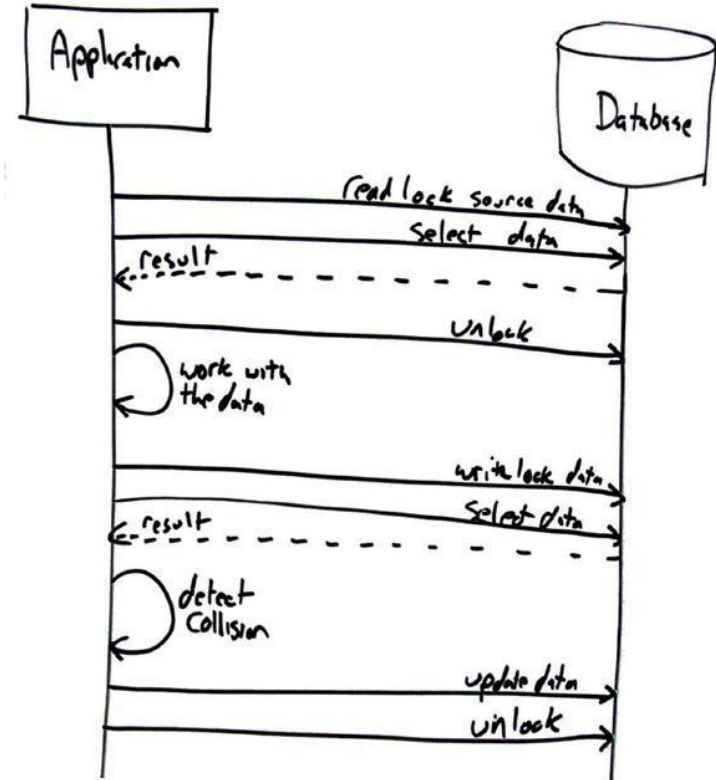 Application
Database
read lock source data
select data
result
unlock
work with
the data
write lock data
select data
result
detect
collision
update data
unlock